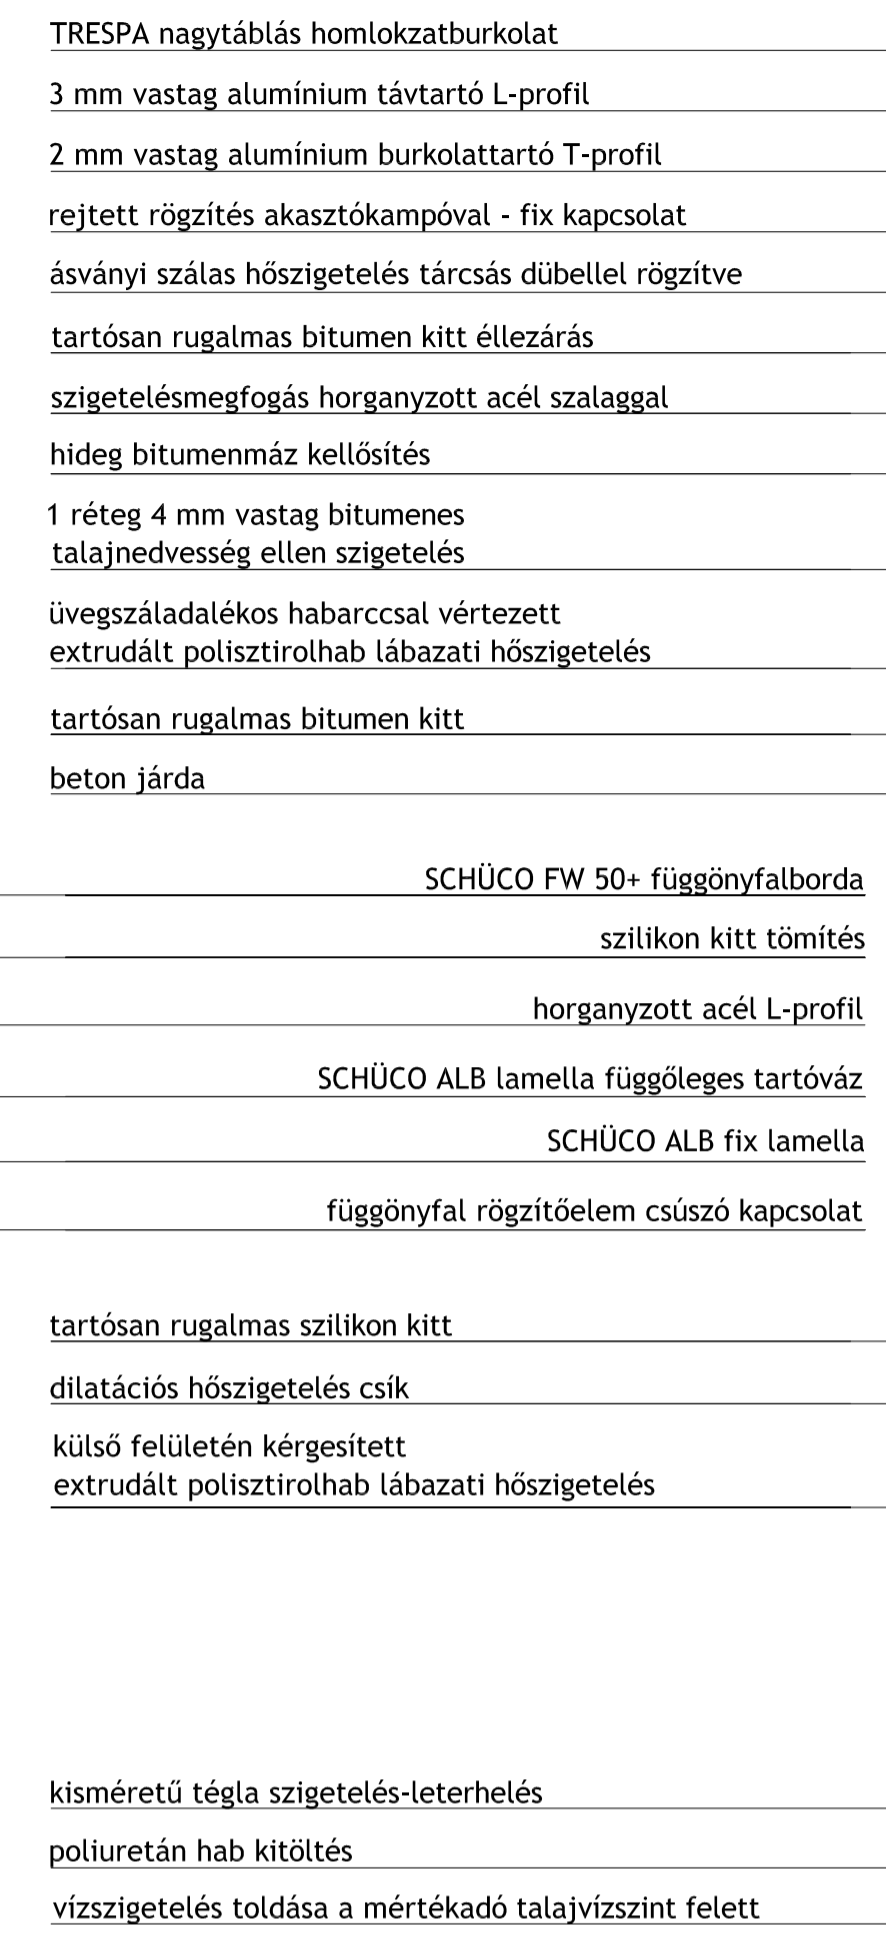 TRESPA nagytáblás homlokzatburkolat
3 mm vastag alumínium távtartó L-profil
2 mm vastag alumínium burkolattartó T-profil
rejtett rögzítés akasztókampóval - fix kapcsolat
ásványi szálas hőszigetelés tárcsás dübellel rögzítve
tartósan rugalmas bitumen kitt éllezárás
szigetelésmegfogás horganyzott acél szalaggal
hideg bitumenmáz kellősítés
1 réteg 4 mm vastag bitumenes
talajnedvesség ellen szigetelés
üvegszáladalékos habarccsal vértezett
extrudált polisztirolhab lábazati hőszigetelés
tartósan rugalmas bitumen kitt
beton járda
SCHÜCO FW 50+ függönyfalborda
szilikon kitt tömítés
horganyzott acél L-profil
SCHÜCO ALB lamella függőleges tartóváz
SCHÜCO ALB fix lamella
függönyfal rögzítőelem csúszó kapcsolat
tartósan rugalmas szilikon kitt
dilatációs hőszigetelés csík
külső felületén kérgesített
extrudált polisztirolhab lábazati hőszigetelés
kisméretű tégla szigetelés-leterhelés
poliuretán hab kitöltés
vízszigetelés toldása a mértékadó talajvízszint felett